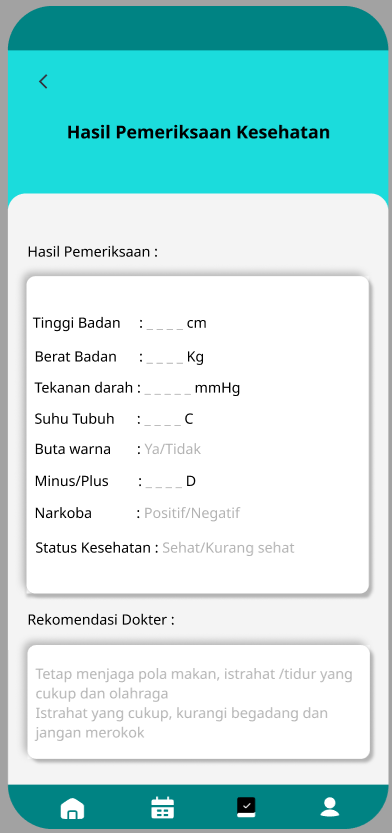 Hasil Pemeriksaan Kesehatan
Hasil Pemeriksaan :
Tinggi Badan : _ _ _ _ cm
Berat Badan : _ _ _ _ Kg
Tekanan darah : _ _ _ _ _ mmHg
Suhu Tubuh : _ _ _ _ C
Buta warna : Ya/Tidak
Minus/Plus : _ _ _ _ D
Narkoba : Positif/Negatif
Status Kesehatan : Sehat/Kurang sehat
Rekomendasi Dokter :
Tetap menjaga pola makan, istrahat /tidur yang
cukup dan olahraga
Istrahat yang cukup, kurangi begadang dan
jangan merokok